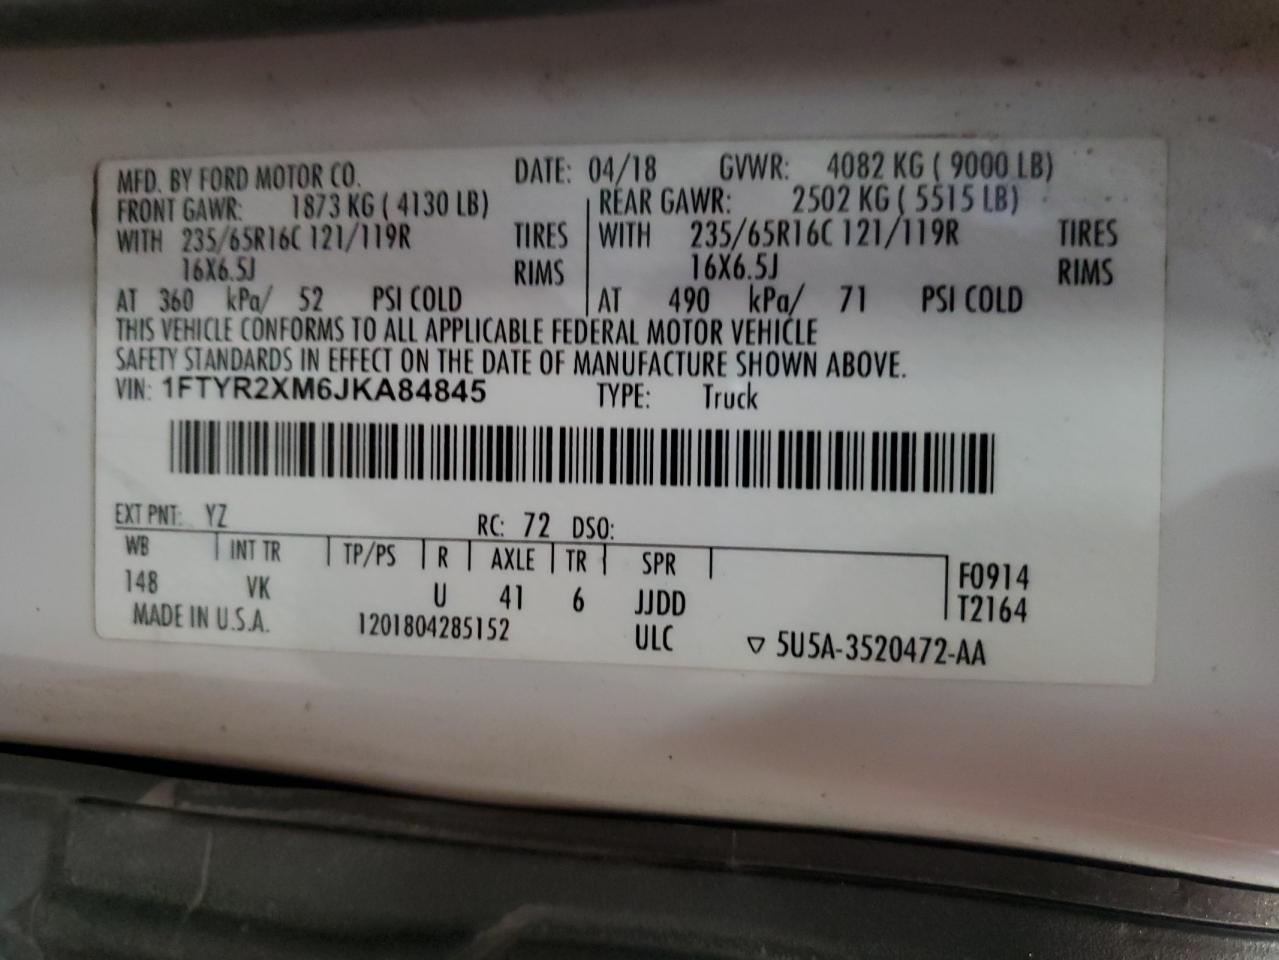 MFD. BY FORD MOTOR CO. DATE: 04/18 GVWR: 4082 KG ( 9000 LB)
FRONT GAWR: 1873 KG ( 4130 LB) REAR GAWR: 2502 KG ( 5515 LB)
WITH 235/65R16C 121/119R TIRES WITH 235/65R16C 121/119R TIRES
16X6.5J RIMS 16X6.5J RIMS
AT 360 kPa/ 52 PSI COLD AT 490 kPa/ 71 PSI COLD
THIS VEHICLE CONFORMS TO ALL APPLICABLE FEDERAL MOTOR VEHICLE
SAFETY STANDARDS IN EFFECT ON THE DATE OF MANUFACTURE SHOWN ABOVE.
VIN: 1FTYR2XM6JKA84845 TYPE: Truck
EXT PNT: YZ RC: 72 DSO:
WB INT TR TP/PS R AXLE TR SPR F0914
148 VK U 41 6 JJDD T2164
MADE IN U.S.A. 1201804285152 ULC ▽ 5U5A-3520472-AA